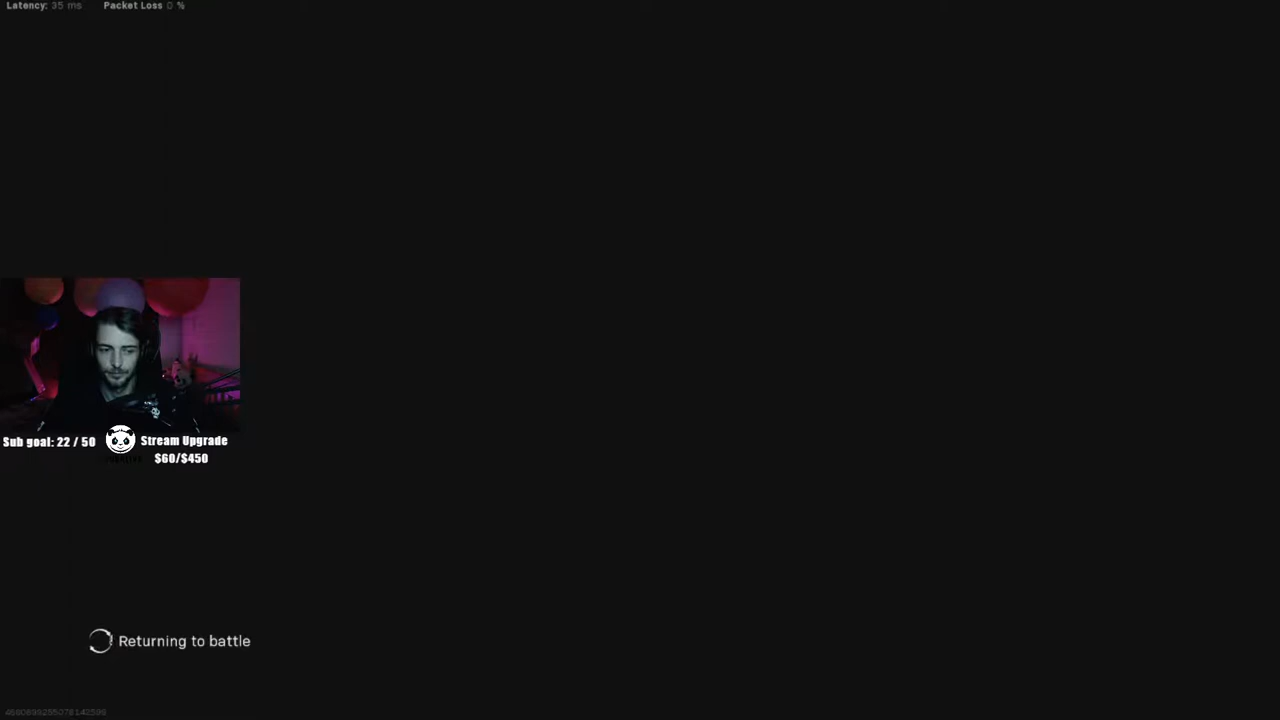 Latency: 35 ms Packet Loss 0 %
Sub goal: 22 / 50
Stream Upgrade
$60/$450
Returning to battle